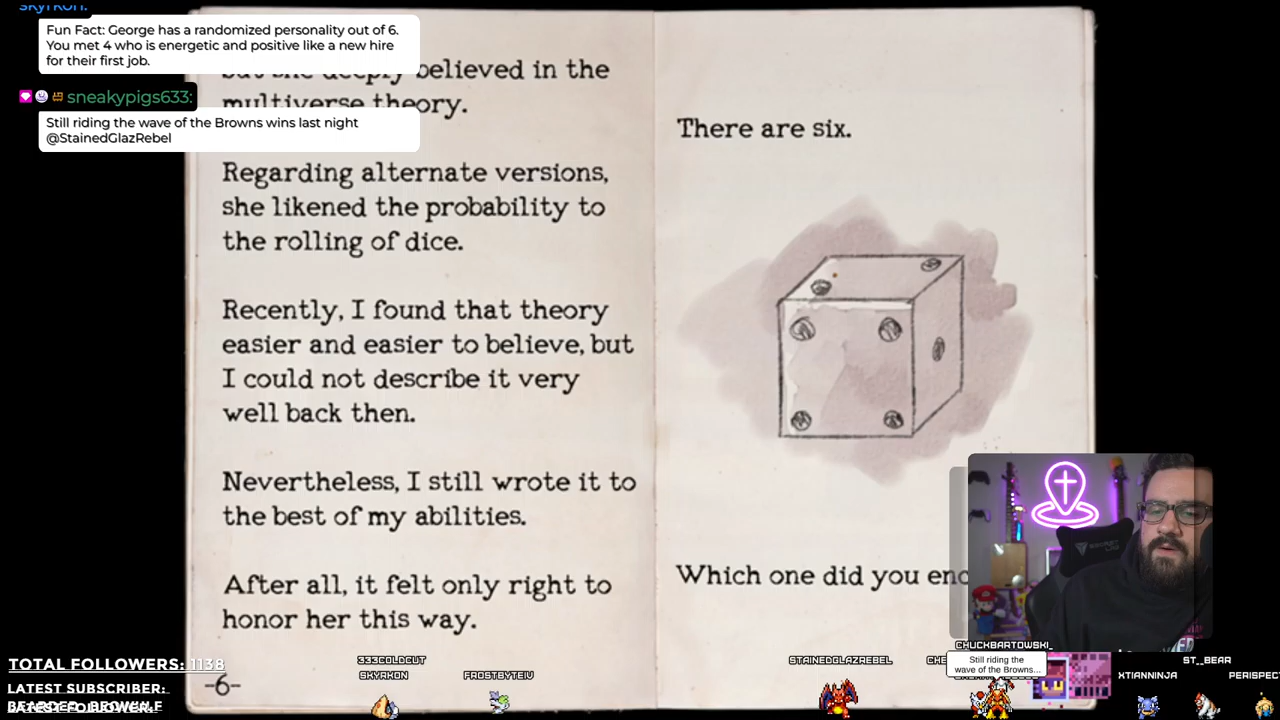 skyrkon:
Fun Fact: George has a randomized personality out of 6.
You met 4 who is energetic and positive like a new hire
for their first job.
sneakypigs633:
Still riding the wave of the Browns wins last night
@StainedGlazRebel
but she deeply believed in the
multiverse theory.
Regarding alternate versions,
she likened the probability to
the rolling of dice.
Recently, I found that theory
easier and easier to believe, but
I could not describe it very
well back then.
Nevertheless, I still wrote it to
the best of my abilities.
After all, it felt only right to
honor her this way.
-6-
There are six.
Which one did you
CHUCKBARTOWSKI_
Still riding the
wave of the Browns...
TOTAL FOLLOWERS: 1138
LATEST SUBSCRIBER:
333COLDCUT
SKYRKON
FROSTBYTEIV
STAINEDGLAZREBEL
ST__BEAR
XTIANNINJA
PERISPECT